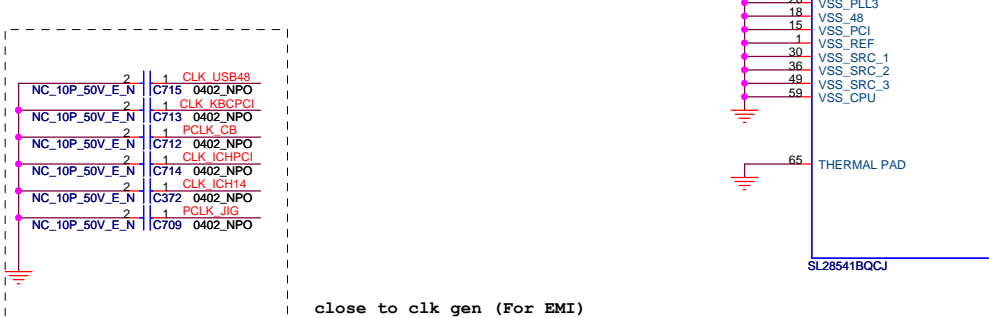 2 1 CLK_USB48
NC_10P_50V_E_N C715 0402_NPO
2 1 CLK_KBCPCI
NC_10P_50V_E_N C713 0402_NPO
2 1 PCLK_CB
NC_10P_50V_E_N C712 0402_NPO
2 1 CLK_ICHPCI
NC_10P_50V_E_N C714 0402_NPO
2 1 CLK_ICH14
NC_10P_50V_E_N C372 0402_NPO
2 1 PCLK_JIG
NC_10P_50V_E_N C709 0402_NPO
close to clk gen (For EMI)
VSS_PLL3
18 VSS_48
15 VSS_PCI
1 VSS_REF
30 VSS_SRC_1
36 VSS_SRC_2
49 VSS_SRC_3
59 VSS_CPU
65 THERMAL PAD
SL28541BQCJ